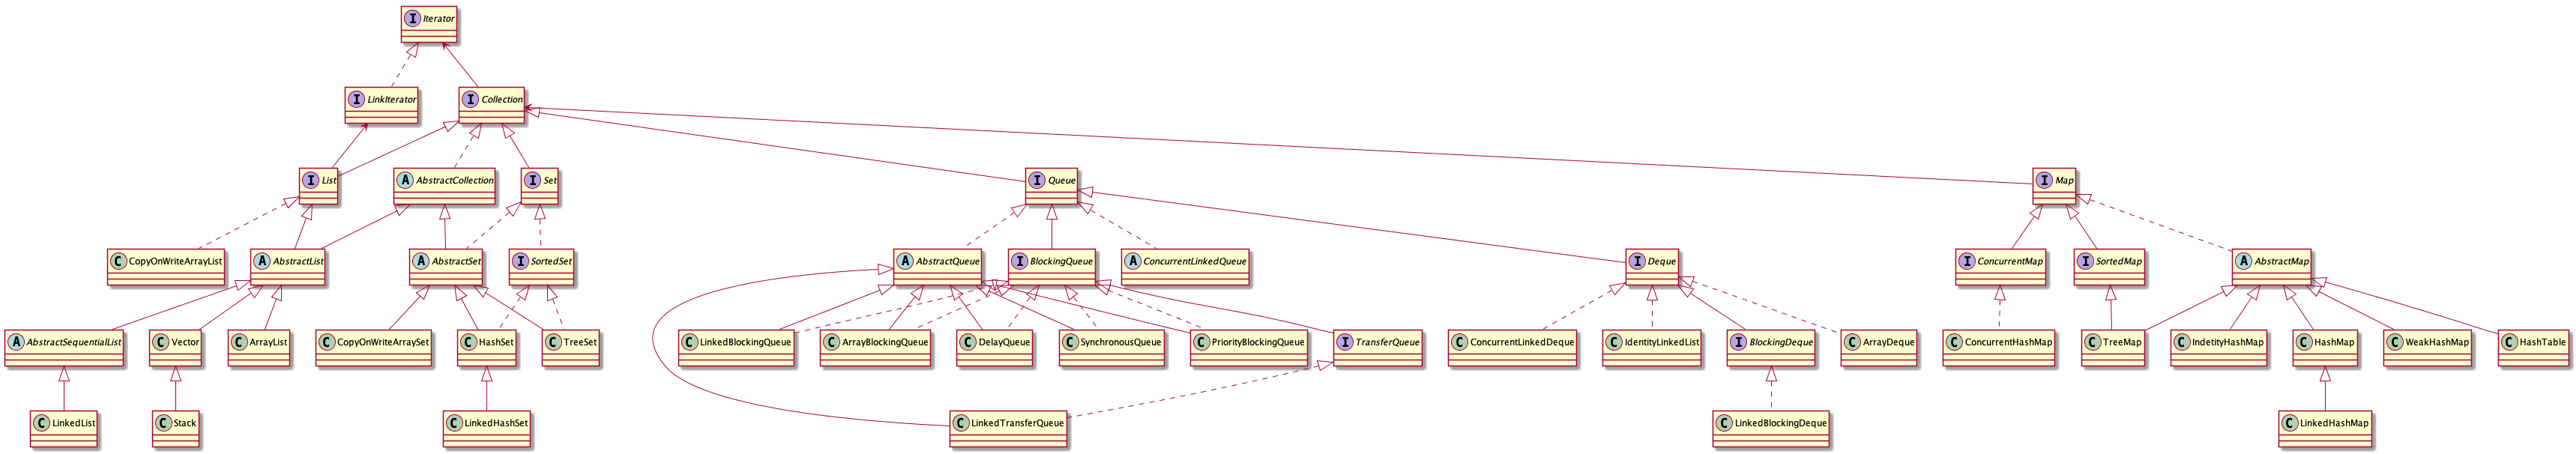 I Iterator
I LinkIterator
I Collection
I List
A AbstractCollection
I Set
I Queue
I Map
C CopyOnWriteArrayList
A AbstractList
A AbstractSet
I SortedSet
A AbstractQueue
I BlockingQueue
A ConcurrentLinkedQueue
I Deque
I ConcurrentMap
I SortedMap
A AbstractMap
A AbstractSequentialList
C Vector
C ArrayList
C CopyOnWriteArraySet
C HashSet
C TreeSet
C LinkedBlockingQueue
C ArrayBlockingQueue
C DelayQueue
C SynchronousQueue
C PriorityBlockingQueue
I TransferQueue
C ConcurrentLinkedDeque
C IdentityLinkedList
I BlockingDeque
C ArrayDeque
C ConcurrentHashMap
C TreeMap
C IndetityHashMap
C HashMap
C WeakHashMap
C HashTable
C LinkedList
C Stack
C LinkedHashSet
C LinkedTransferQueue
C LinkedBlockingDeque
C LinkedHashMap